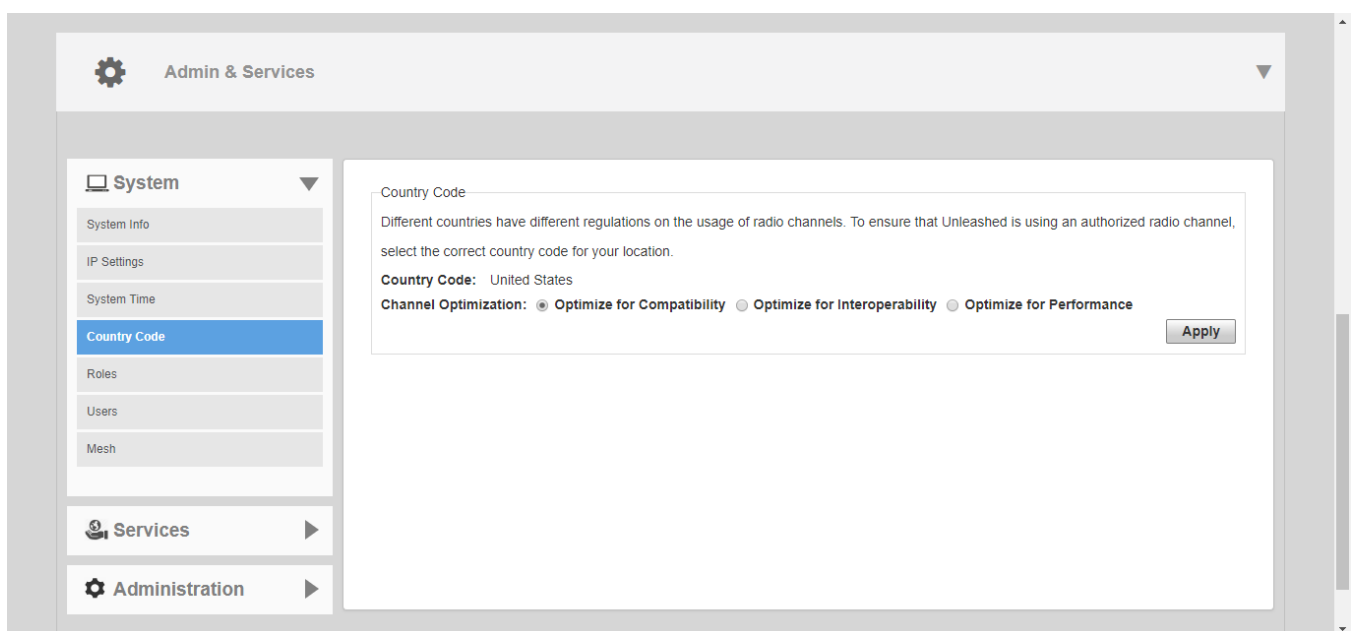 Admin & Services
System
System Info
IP Settings
System Time
Country Code
Roles
Users
Mesh
Services
Administration
Country Code
Different countries have different regulations on the usage of radio channels. To ensure that Unleashed is using an authorized radio channel,
select the correct country code for your location.
Country Code: United States
Channel Optimization: Optimize for Compatibility Optimize for Interoperability Optimize for Performance
Apply